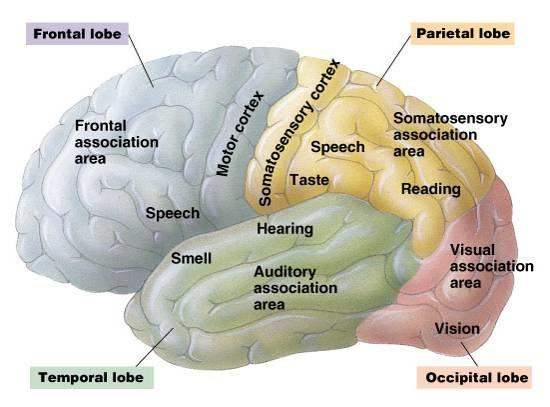 Frontal lobe
Parietal lobe
Frontal
association
area
Motor cortex
Somatosensory cortex
Speech
Taste
Somatosensory
association
area
Reading
Speech
Hearing
Smell
Auditory
association
area
Visual
association
area
Vision
Temporal lobe
Occipital lobe